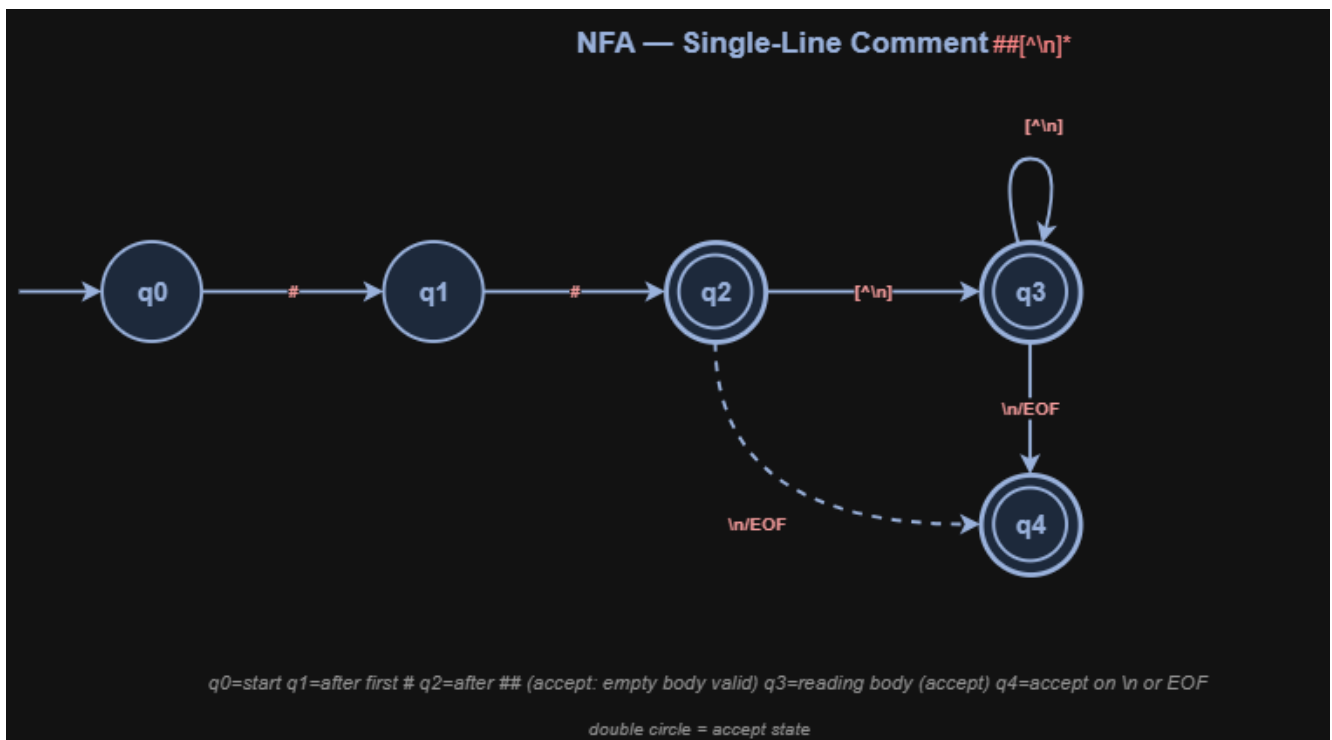 NFA — Single-Line Comment ##[^\n]*
[^\n]
q0
#
q1
#
q2
[^\n]
q3
\n/EOF
\n/EOF
q4
q0=start q1=after first # q2=after ## (accept: empty body valid) q3=reading body (accept) q4=accept on \n or EOF
double circle = accept state